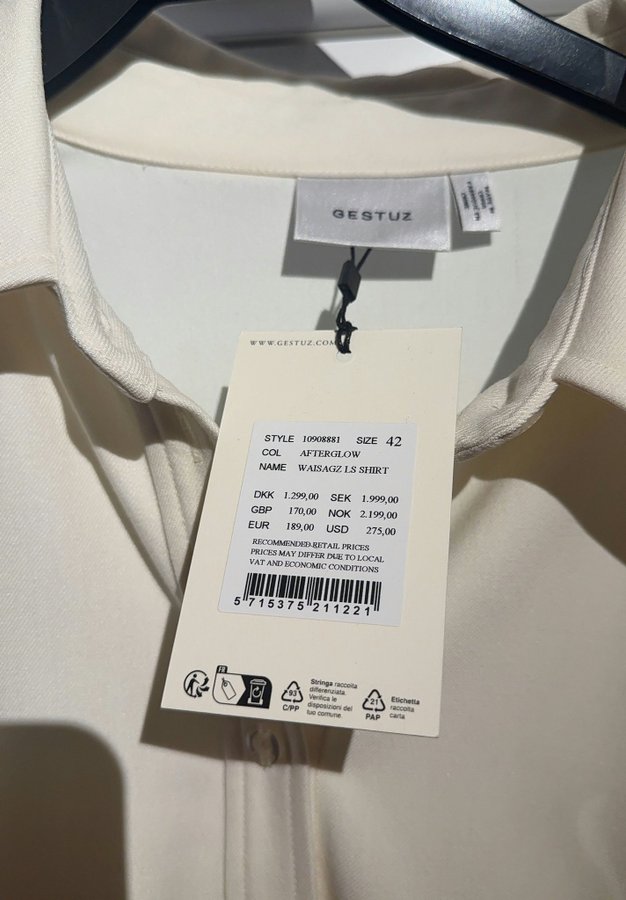 GESTUZ
WWW.GESTUZ.COM
STYLE 10908881 SIZE 42
COL AFTERGLOW
NAME WAISAGZ LS SHIRT
DKK 1.299,00 SEK 1.999,00
GBP 170,00 NOK 2.199,00
EUR 189,00 USD 275,00
RECOMMENDED RETAIL PRICES
PRICES MAY DIFFER DUE TO LOCAL
VAT AND ECONOMIC CONDITIONS
5 715375 211221
FR
93
C/PP
Stringa raccolta
differenziata.
Verifica le
disposizioni del
tuo comune.
21
PAP
Etichetta
raccolta
carta